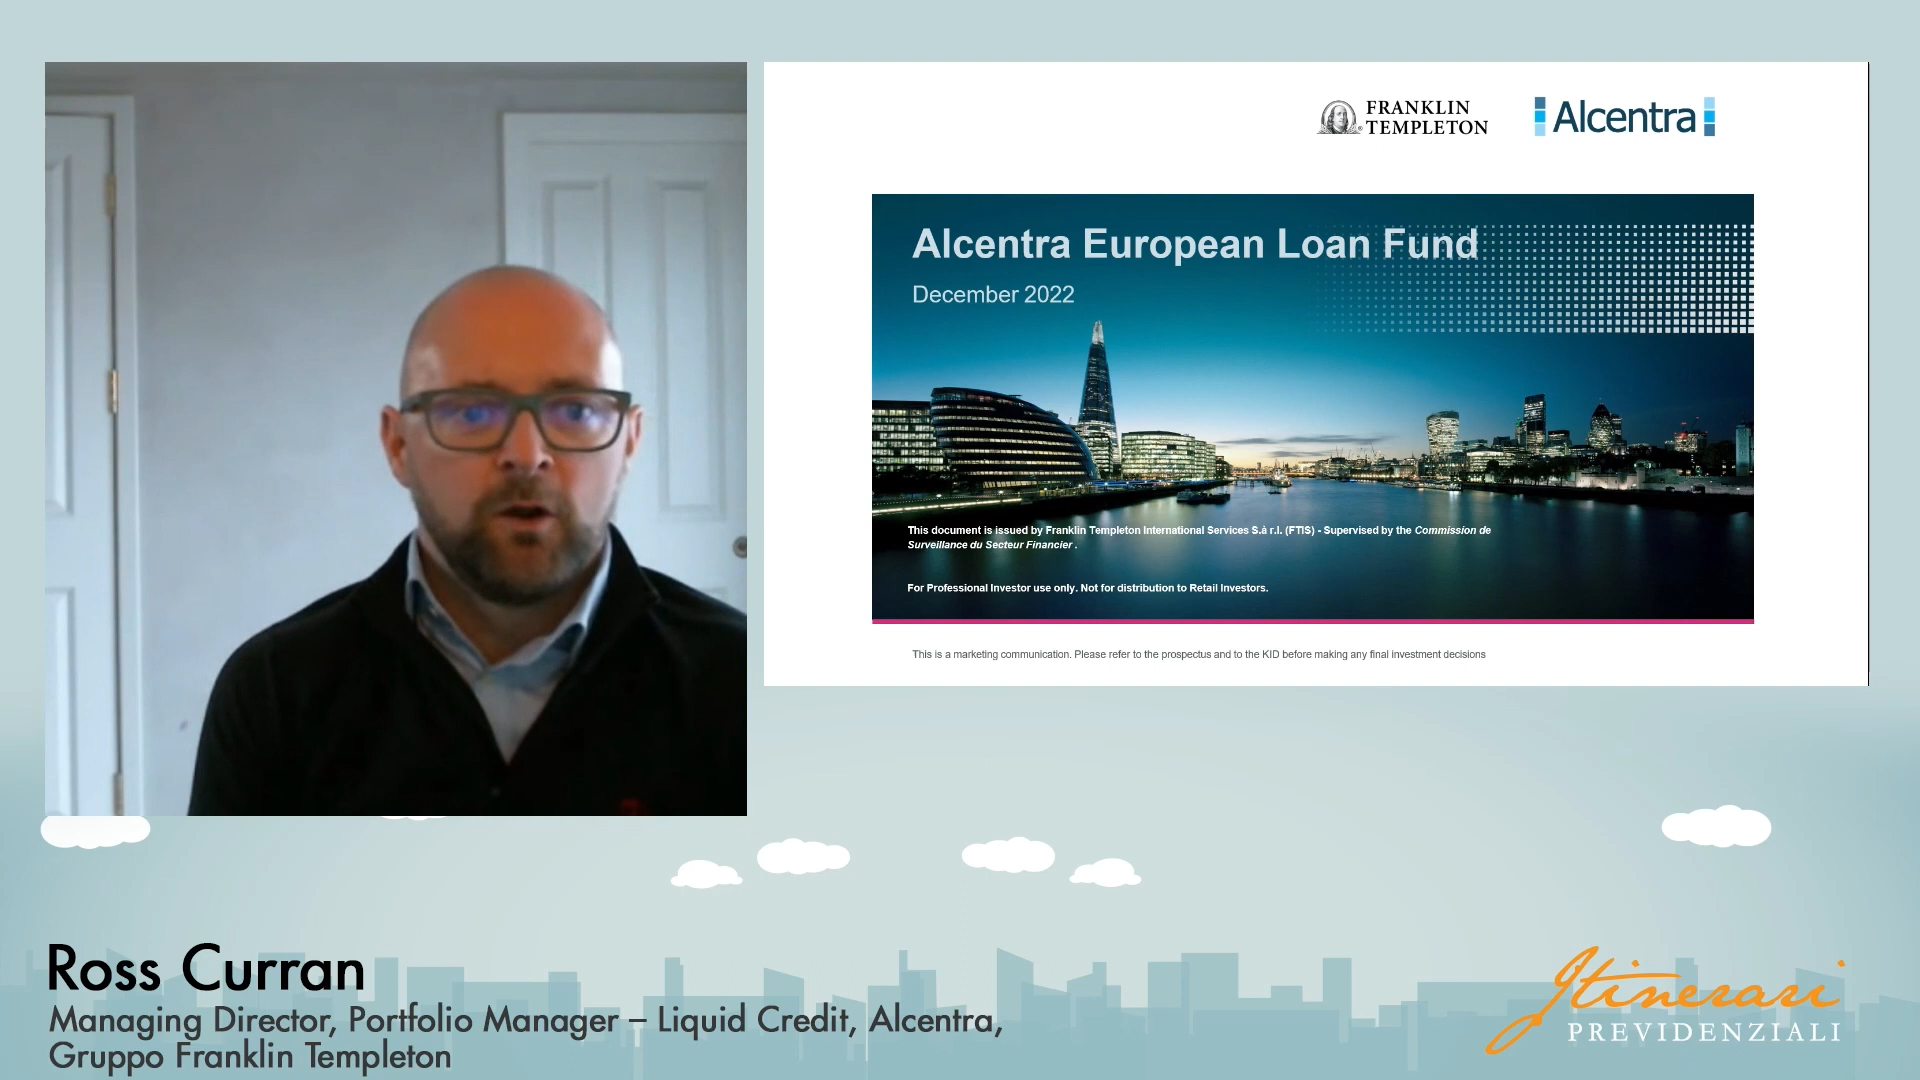 FRANKLIN
TEMPLETON
Alcentra
Alcentra European Loan Fund
December 2022
This document is issued by Franklin Templeton International Services S.à r.l. (FTIS) - Supervised by the Commission de
Surveillance du Secteur Financier .
For Professional Investor use only. Not for distribution to Retail Investors.
This is a marketing communication. Please refer to the prospectus and to the KID before making any final investment decisions
Ross Curran
Managing Director, Portfolio Manager – Liquid Credit, Alcentra,
Gruppo Franklin Templeton
Itinerari
PREVIDENZIALI